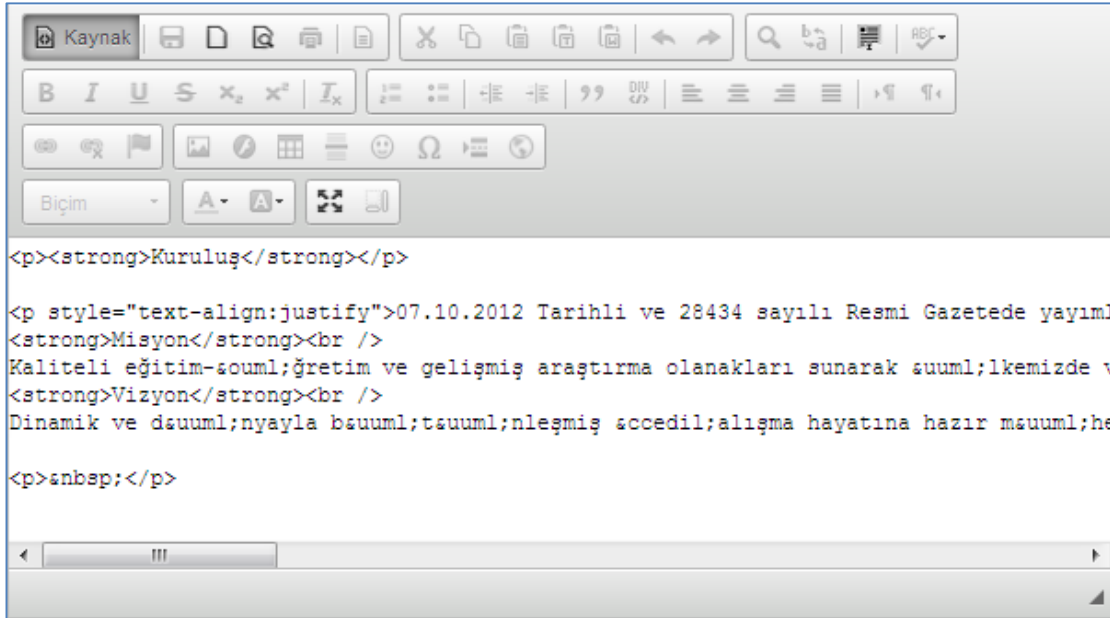 Kaynak
Biçim
<p><strong>Kuruluş</strong></p>
<p style="text-align:justify">07.10.2012 Tarihli ve 28434 sayılı Resmi Gazetede yayıml
<strong>Misyon</strong><br />
Kaliteli eğitim-&ouml;ğretim ve gelişmiş araştırma olanakları sunarak &uuml;lkemizde v
<strong>Vizyon</strong><br />
Dinamik ve d&uuml;nyayla b&uuml;t&uuml;nleşmiş &ccedil;alışma hayatına hazır m&uuml;he
<p>&nbsp;</p>